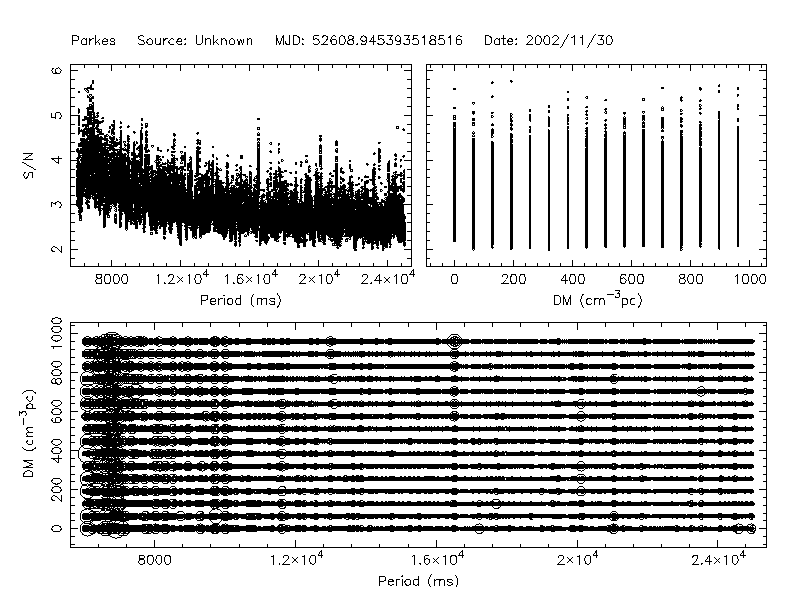 Parkes Source: Unknown MJD: 52608.945393518516 Date: 2002/11/30
S/N
6
5
4
3
2
8000 1.2×10⁴ 1.6×10⁴ 2×10⁴ 2.4×10⁴
Period (ms)
0 200 400 600 800 1000
DM (cm⁻³pc)
DM (cm⁻³pc)
1000
800
600
400
200
0
8000 1.2×10⁴ 1.6×10⁴ 2×10⁴ 2.4×10⁴
Period (ms)